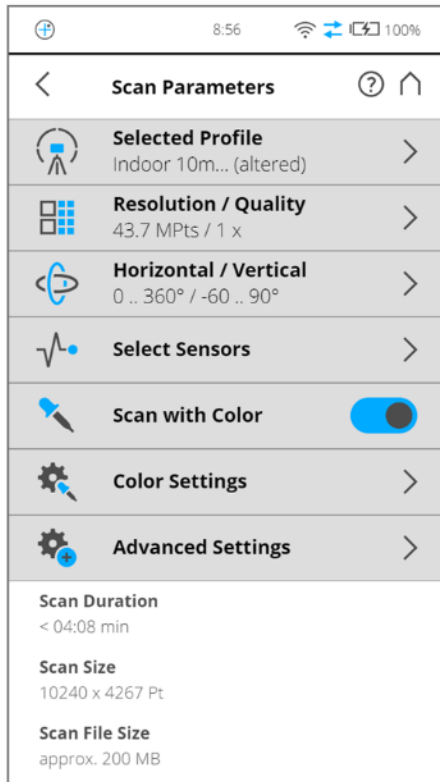 8:56 100%
Scan Parameters
Selected Profile
Indoor 10m... (altered)
Resolution / Quality
43.7 MPts / 1 x
Horizontal / Vertical
0 .. 360° / -60 .. 90°
Select Sensors
Scan with Color
Color Settings
Advanced Settings
Scan Duration
< 04:08 min
Scan Size
10240 x 4267 Pt
Scan File Size
approx. 200 MB